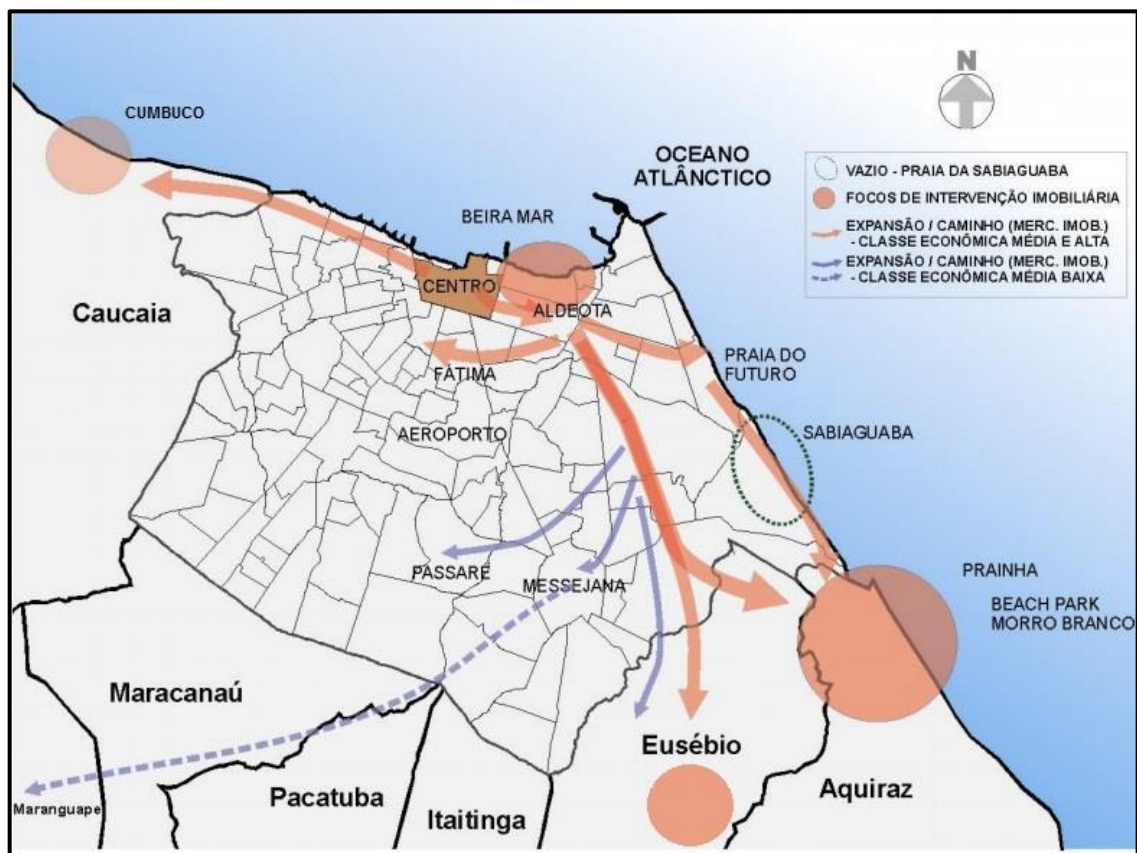 N
CUMBUCO
OCEANO
ATLÂNCTICO
VAZIO - PRAIA DA SABIAGUABA
FOCOS DE INTERVENÇÃO IMOBILIÁRIA
EXPANSÃO / CAMINHO (MERC. IMOB.)
- CLASSE ECONÔMICA MÉDIA E ALTA
EXPANSÃO / CAMINHO (MERC. IMOB.)
- CLASSE ECONÔMICA MÉDIA BAIXA
BEIRA MAR
CENTRO
ALDEOTA
Caucaia
FÁTIMA
PRAIA DO
FUTURO
AEROPORTO
SABIAGUABA
PASSARÉ
MESSEJANA
PRAINHA
BEACH PARK
MORRO BRANCO
Maracanaú
Eusébio
Maranguape
Pacatuba
Itaitinga
Aquiraz